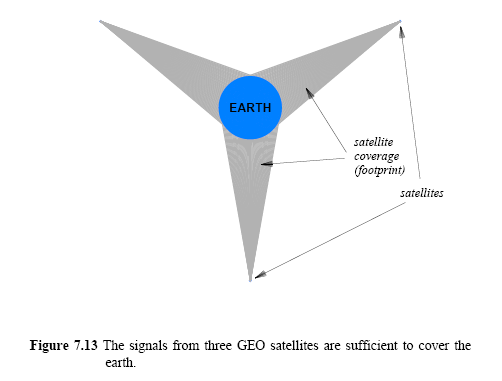 EARTH
satellite
coverage
(footprint)
satellites
Figure 7.13 The signals from three GEO satellites are sufficient to cover the
earth.